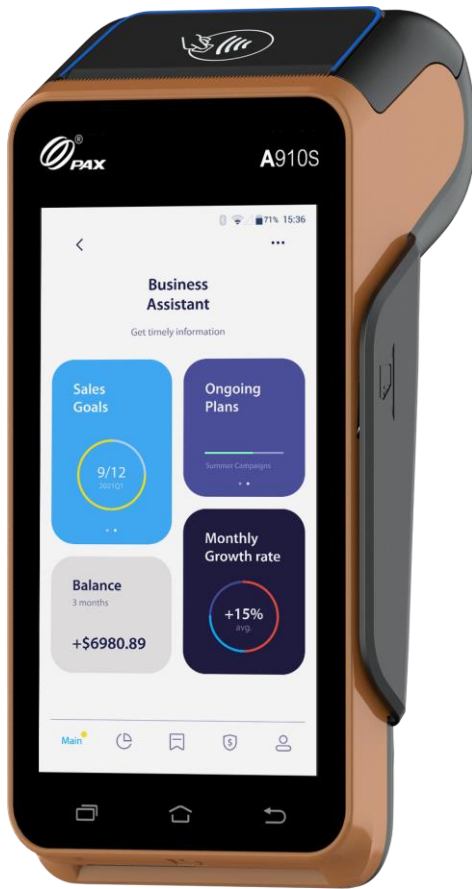 ® PAX
A910S
71% 15:36
Business
Assistant
Get timely information
Sales
Goals
9/12
2021Q1
Ongoing
Plans
Summer Campaigns
Monthly
Growth rate
+15%
avg.
Balance
3 months
+$6980.89
Main
$